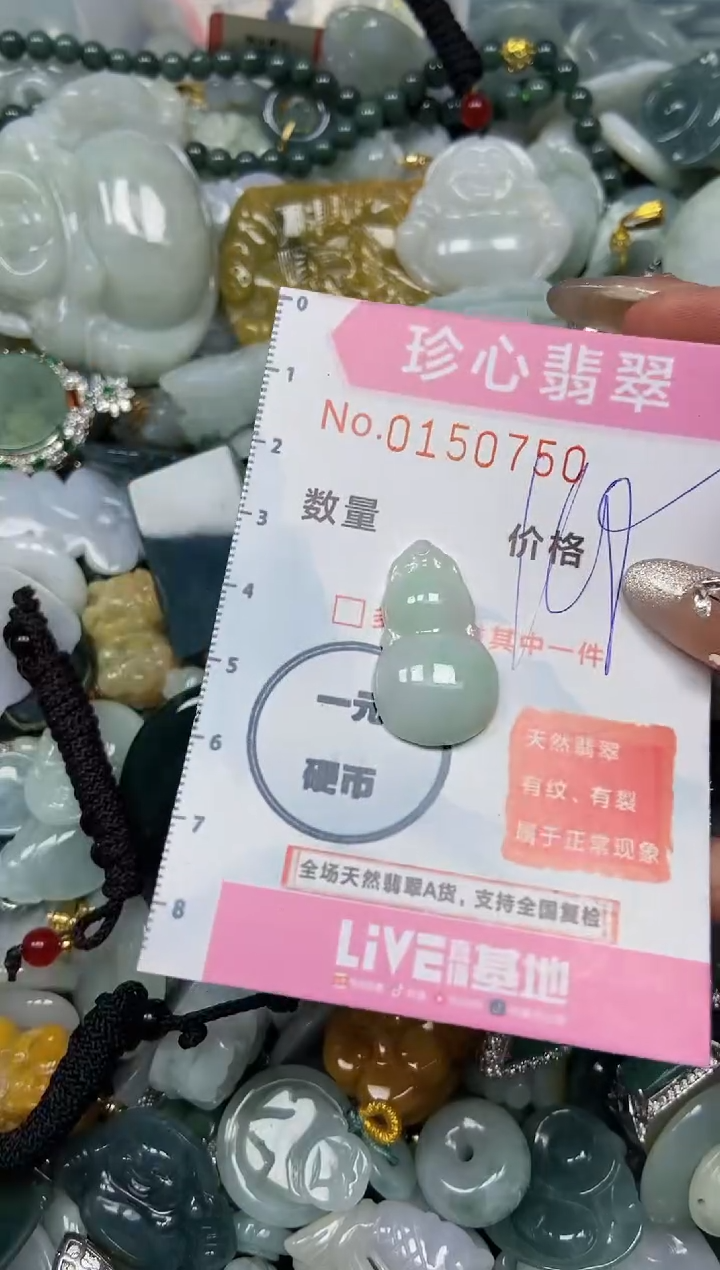 0
珍心翡翠
1
No.0150750
2
数量
价格
3
4
其中一件
5
一元
硬币
天然翡翠
有纹、有裂
属于正常现象
6
7
全场天然翡翠A货，支持全国复检
8
LiVE
基地